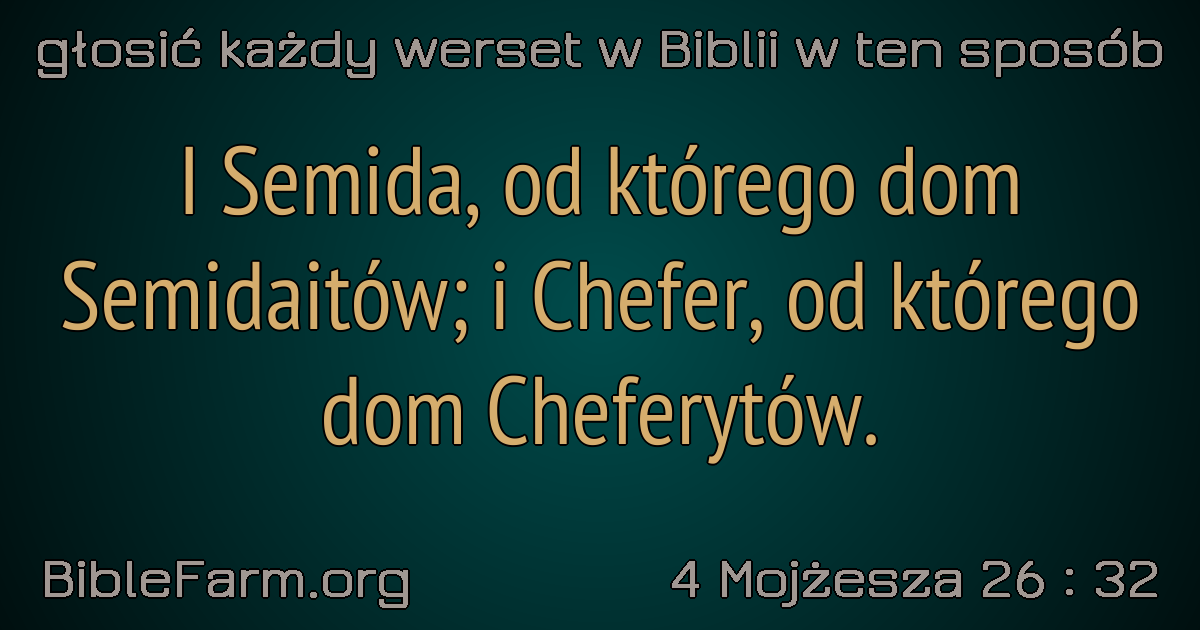 głosić każdy werset w Biblii w ten sposób
I Semida, od którego dom
Semidaitów; i Chefer, od którego
dom Cheferytów.
BibleFarm.org
4 Mojżesza 26 : 32